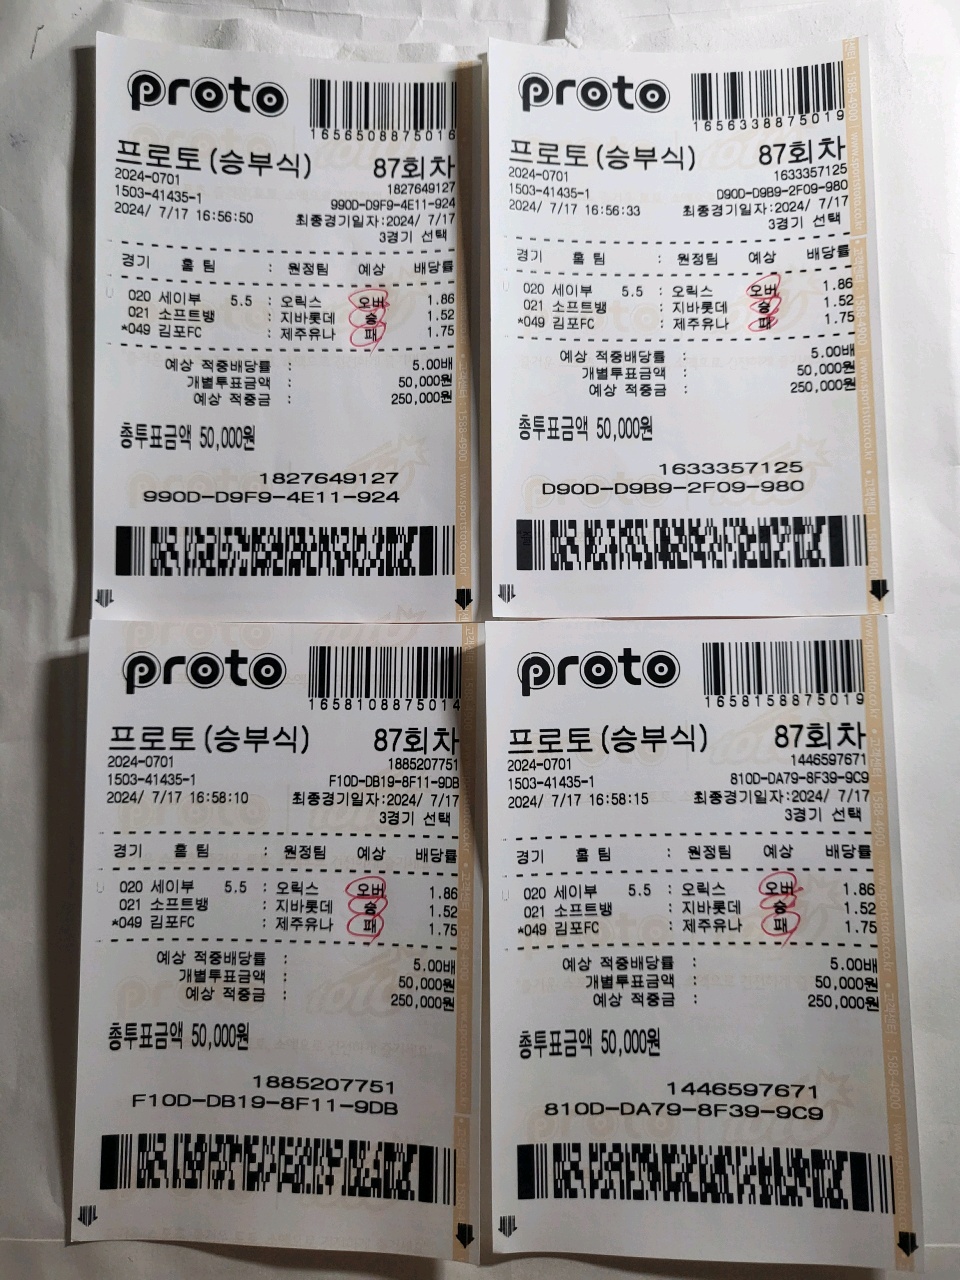 proto
1656508875016
프로토(승부식) 87회차
2024-0701 1827649127
1503-41435-1 990D-D9F9-4E11-924
2024/ 7/17 16:56:50 최종경기일자:2024/ 7/17
3경기 선택
경기 홈 팀 : 원정팀 예상 배당률
020 세이부 5.5 : 오릭스 오버 1.86
021 소프트뱅 : 지바롯데 승 1.52
*049 김포FC : 제주유나 패 1.75
예상 적중배당률 : 5.00배
개별투표금액 : 50,000원
예상 적중금 : 250,000원
총투표금액 50,000원
1827649127
990D-D9F9-4E11-924
proto
1656338875019
프로토(승부식) 87회차
2024-0701 1633357125
1503-41435-1 D90D-D9B9-2F09-980
2024/ 7/17 16:56:33 최종경기일자:2024/ 7/17
3경기 선택
경기 홈 팀 : 원정팀 예상 배당률
020 세이부 5.5 : 오릭스 오버 1.86
021 소프트뱅 : 지바롯데 승 1.52
*049 김포FC : 제주유나 패 1.75
예상 적중배당률 : 5.00배
개별투표금액 : 50,000원
예상 적중금 : 250,000원
총투표금액 50,000원
1633357125
D90D-D9B9-2F09-980
proto
1658108875014
프로토(승부식) 87회차
2024-0701 1885207751
1503-41435-1 F10D-DB19-8F11-9DB
2024/ 7/17 16:58:10 최종경기일자:2024/ 7/17
3경기 선택
경기 홈 팀 : 원정팀 예상 배당률
020 세이부 5.5 : 오릭스 오버 1.86
021 소프트뱅 : 지바롯데 승 1.52
*049 김포FC : 제주유나 패 1.75
예상 적중배당률 : 5.00배
개별투표금액 : 50,000원
예상 적중금 : 250,000원
총투표금액 50,000원
1885207751
F10D-DB19-8F11-9DB
proto
1658158875019
프로토(승부식) 87회차
2024-0701 1446597671
1503-41435-1 810D-DA79-8F39-9C9
2024/ 7/17 16:58:15 최종경기일자:2024/ 7/17
3경기 선택
경기 홈 팀 : 원정팀 예상 배당률
020 세이부 5.5 : 오릭스 오버 1.86
021 소프트뱅 : 지바롯데 승 1.52
*049 김포FC : 제주유나 패 1.75
예상 적중배당률 : 5.00배
개별투표금액 : 50,000원
예상 적중금 : 250,000원
총투표금액 50,000원
1446597671
810D-DA79-8F39-9C9
고객센터 : 1588-4900 | www.sportstoto.co.kr